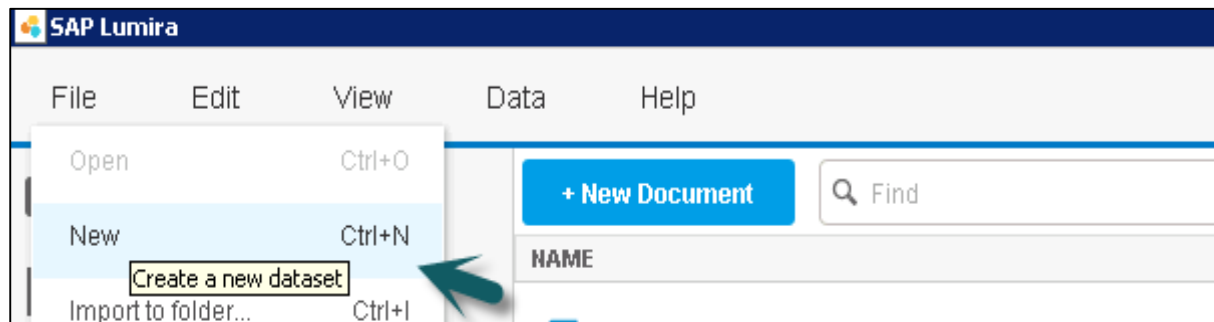 SAP Lumira
File Edit View Data Help
Open Ctrl+O
+ New Document Find
New Ctrl+N
NAME
Create a new dataset
Import to folder... Ctrl+I